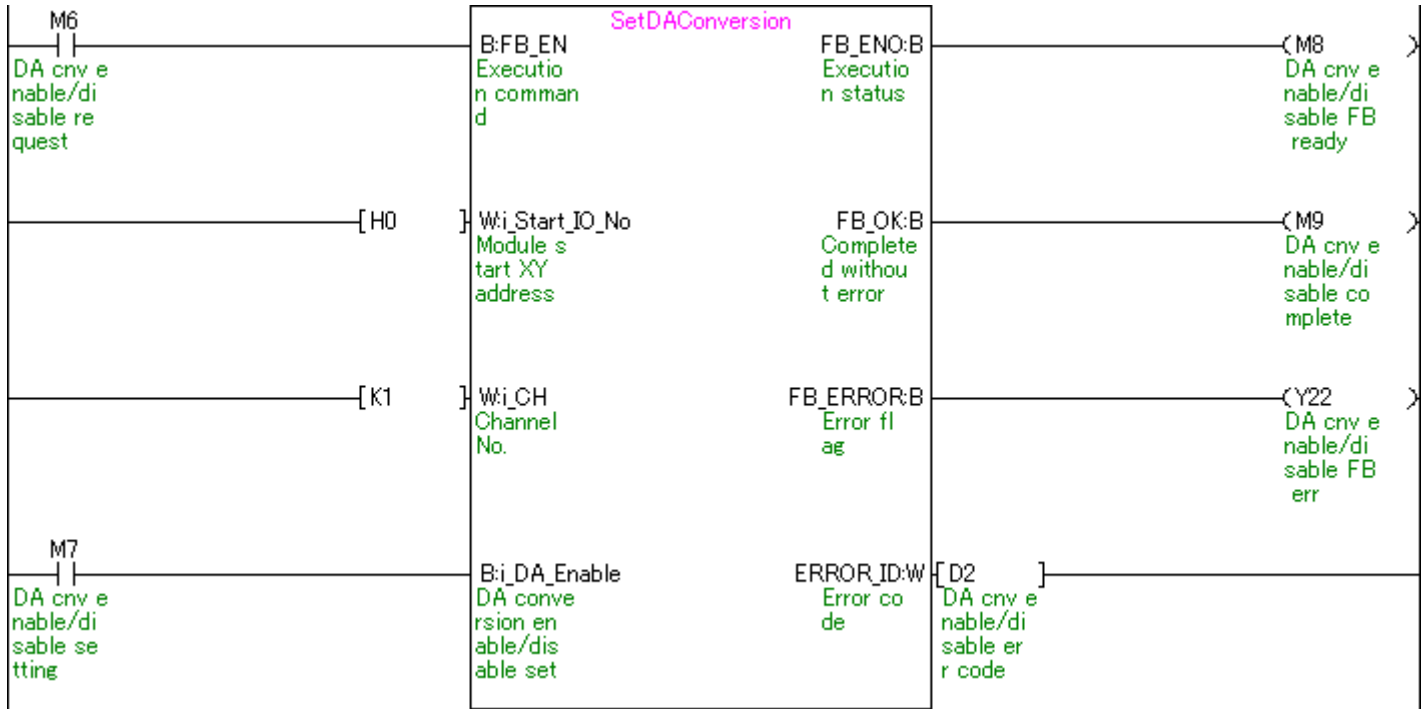 M6
SetDAConversion
B:FB_EN
FB_ENO:B
M8
DA cnv e
nable/di
sable re
quest
Executio
n comman
d
Executio
n status
DA cnv e
nable/di
sable FB
ready
H0
W:i_Start_IO_No
FB_OK:B
M9
Module s
tart XY
address
Complete
d withou
t error
DA cnv e
nable/di
sable co
mplete
K1
W:i_CH
FB_ERROR:B
Y22
Channel
No.
Error fl
ag
DA cnv e
nable/di
sable FB
err
M7
B:i_DA_Enable
ERROR_ID:W
D2
DA cnv e
nable/di
sable se
tting
DA conve
rsion en
able/dis
able set
Error co
de
DA cnv e
nable/di
sable er
r code